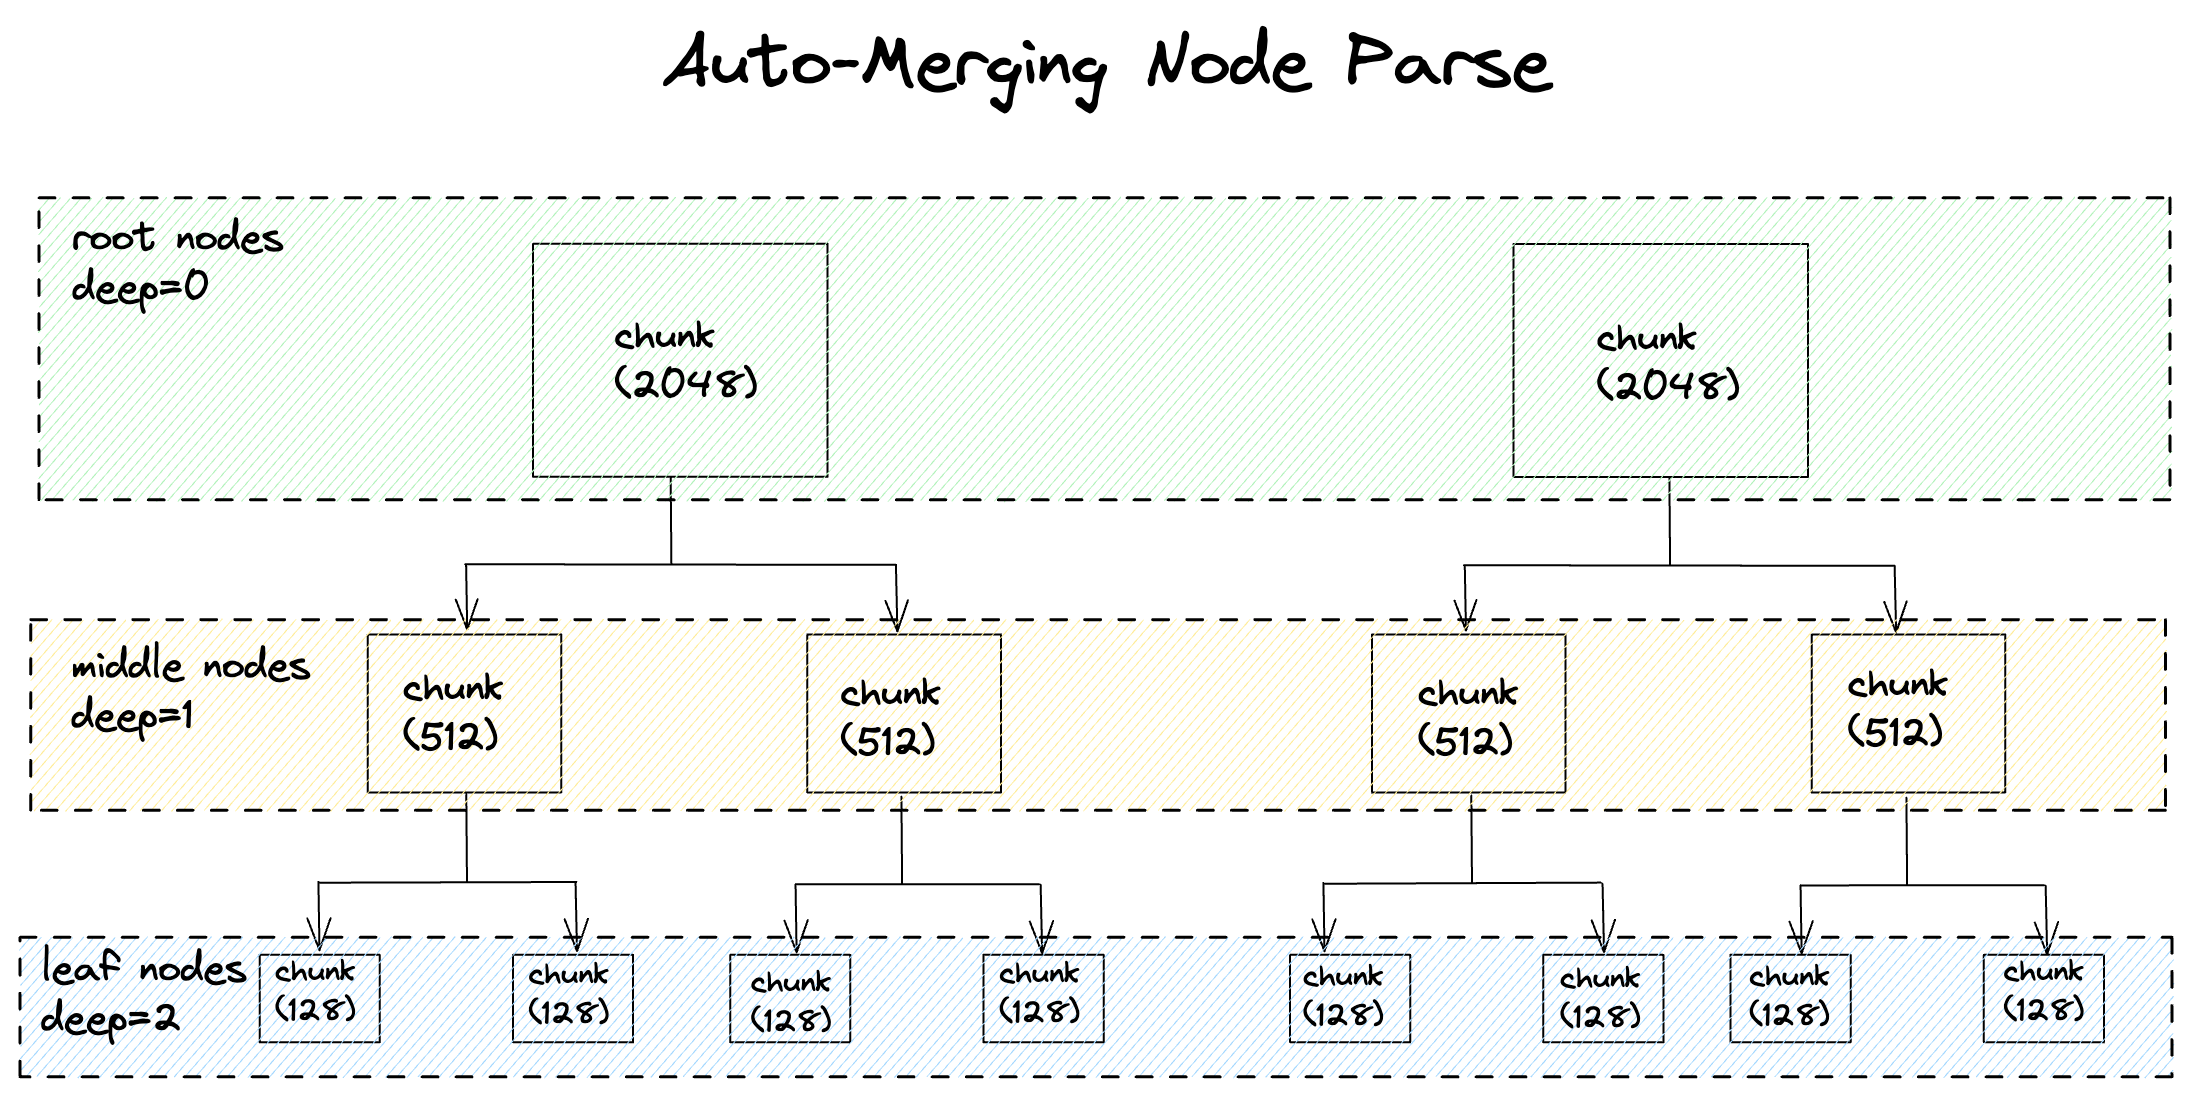 Auto-Merging Node Parse
root nodes
deep=0
chunk
(2048)
chunk
(2048)
middle nodes
deep=1
chunk
(512)
chunk
(512)
chunk
(512)
chunk
(512)
leaf nodes
deep=2
chunk
(128)
chunk
(128)
chunk
(128)
chunk
(128)
chunk
(128)
chunk
(128)
chunk
(128)
chunk
(128)